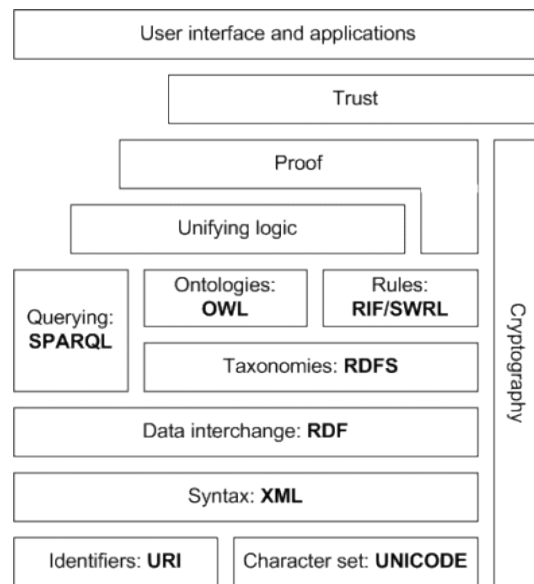 User interface and applications
Trust
Proof
Unifying logic
Querying:
SPARQL
Ontologies:
OWL
Rules:
RIF/SWRL
Taxonomies: RDFS
Data interchange: RDF
Syntax: XML
Identifiers: URI
Character set: UNICODE
Cryptography